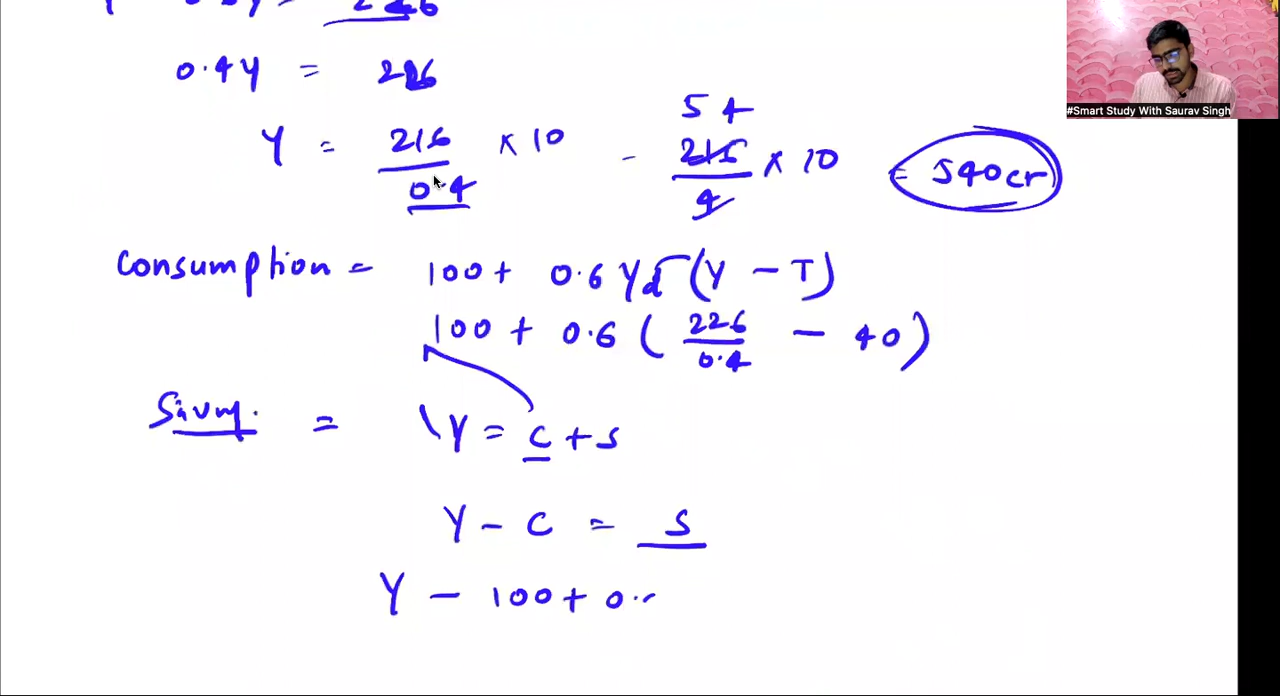 0.4Y = 216
#Smart Study With Saurav Singh
54
Y = 216/0.4 x 10 = 216/4 x 10 = 540cr
Consumption = 100 + 0.6 Yd (Y - T)
100 + 0.6 ( 226/0.4 - 40 )
= Y = C + S
Y - C = S
Y - 100 + 0.